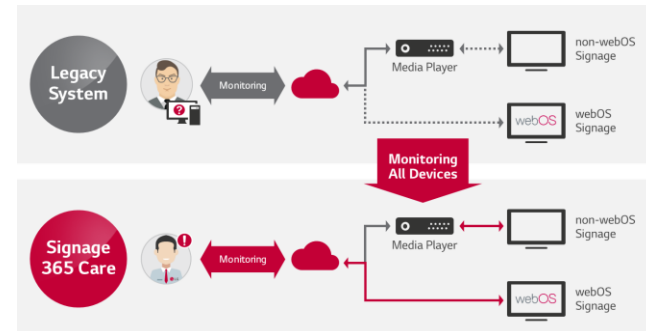 Legacy
System
?
Monitoring
Media Player
non-webOS
Signage
webOS
webOS
Signage
Monitoring
All Devices
Signage
365 Care
!
Monitoring
Media Player
non-webOS
Signage
webOS
webOS
Signage